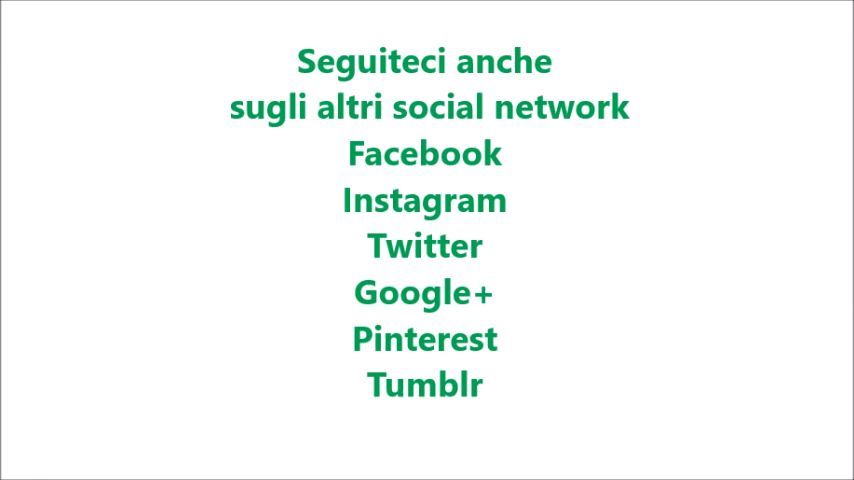 Seguiteci anche
sugli altri social network
Facebook
Instagram
Twitter
Google+
Pinterest
Tumblr